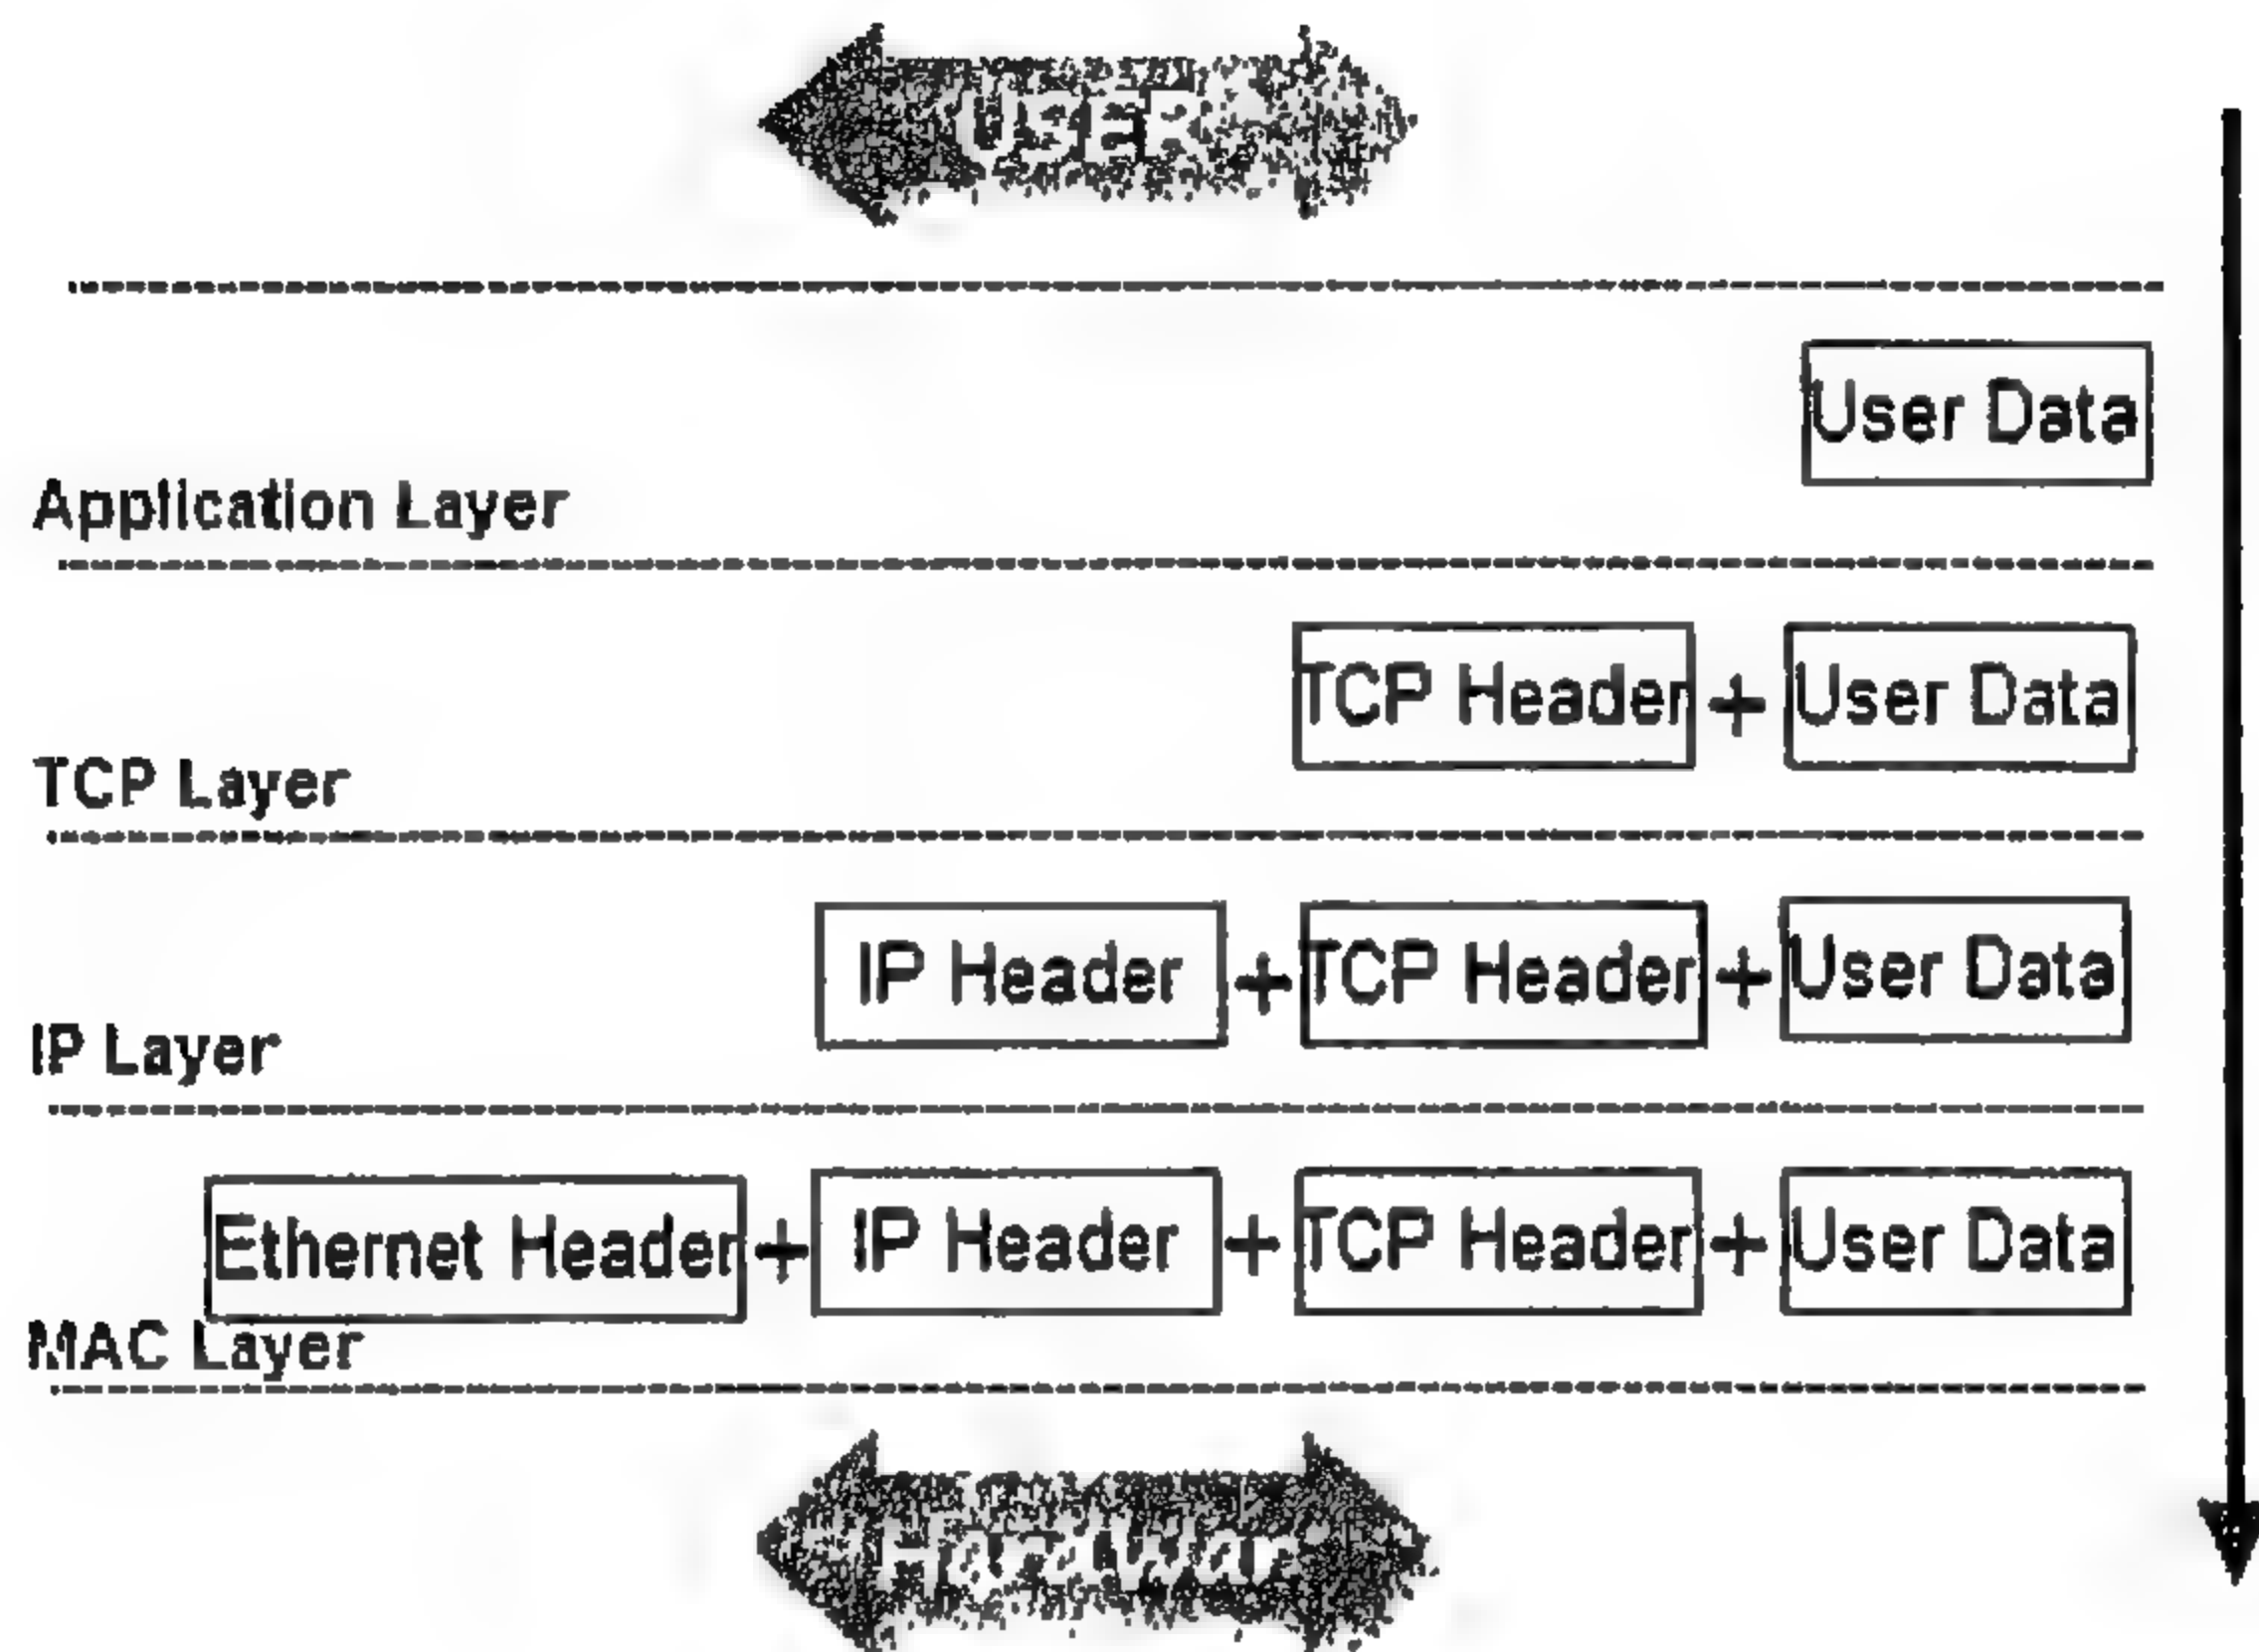 USER
User Data
Application Layer
TCP Header + User Data
TCP Layer
IP Header + TCP Header + User Data
IP Layer
Ethernet Header + IP Header + TCP Header + User Data
MAC Layer